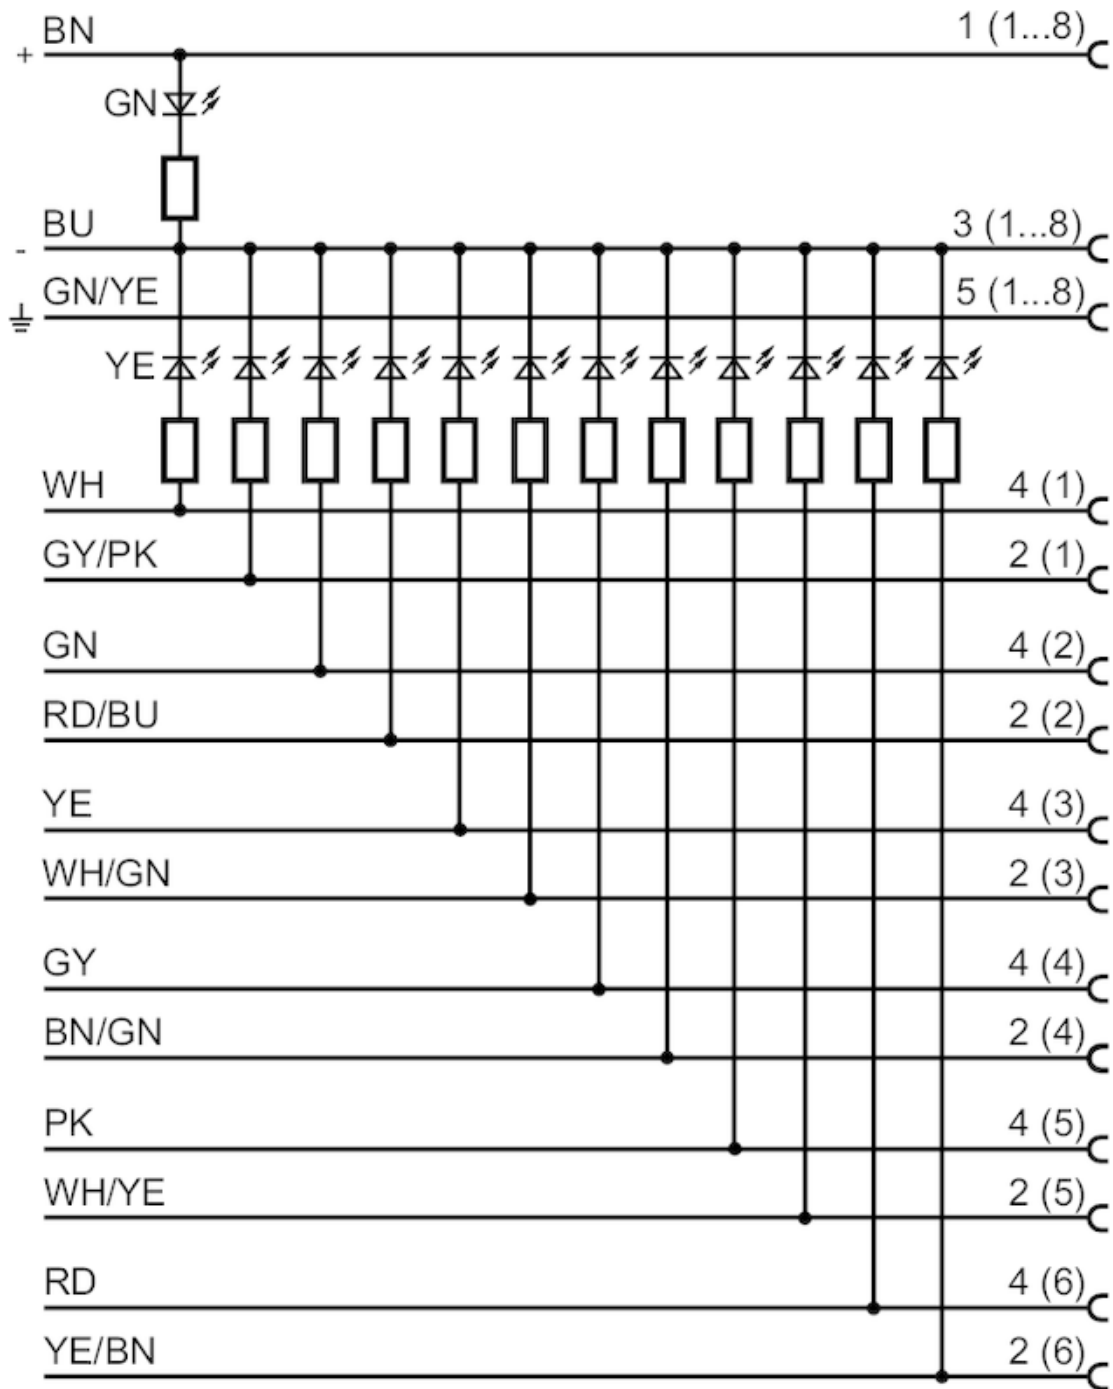 BN 1 (1...8)
+
GN
BU 3 (1...8)
-
GN/YE 5 (1...8)
YE
WH 4 (1)
GY/PK 2 (1)
GN 4 (2)
RD/BU 2 (2)
YE 4 (3)
WH/GN 2 (3)
GY 4 (4)
BN/GN 2 (4)
PK 4 (5)
WH/YE 2 (5)
RD 4 (6)
YE/BN 2 (6)